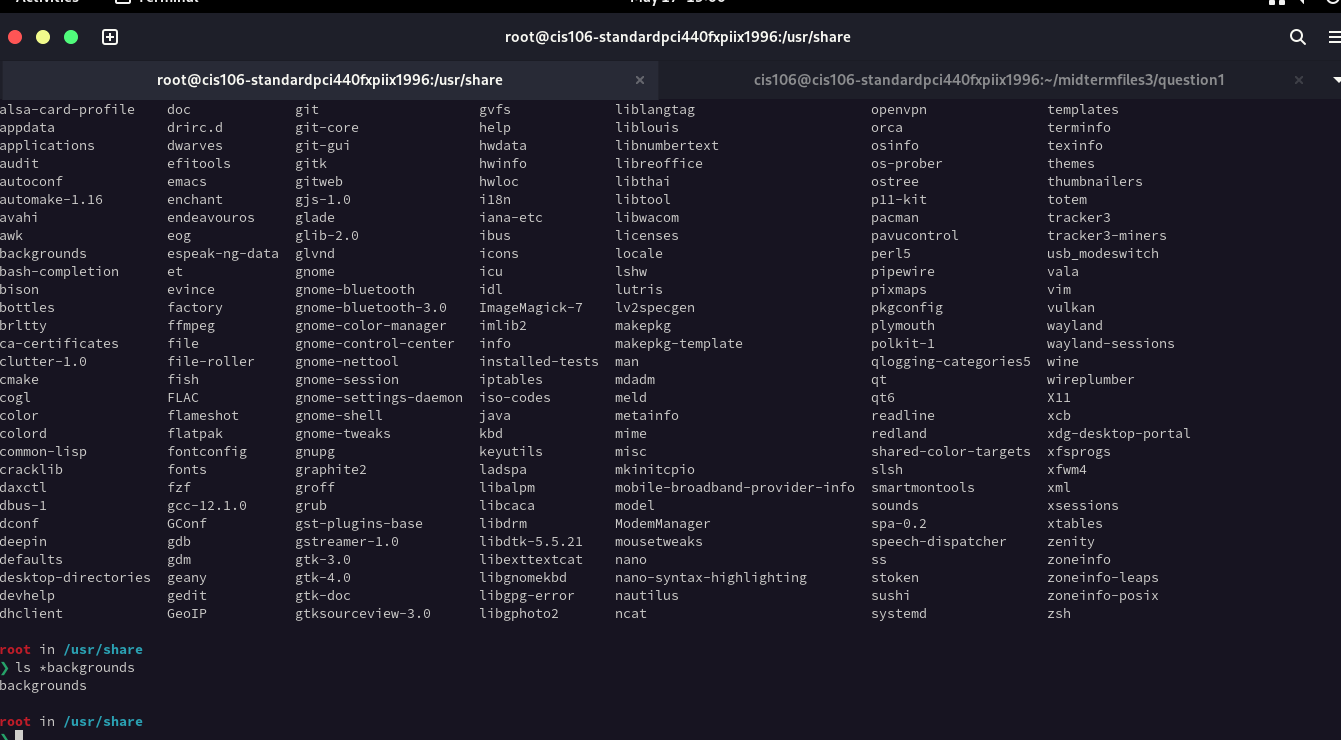 Activities Terminal May 17 15:06
root@cis106-standardpci440fxpiix1996:/usr/share
root@cis106-standardpci440fxpiix1996:/usr/share × cis106@cis106-standardpci440fxpiix1996:~/midtermfiles3/question1 ×
alsa-card-profile doc git gvfs liblangtag openvpn templates
appdata drirc.d git-core help liblouis orca terminfo
applications dwarves git-gui hwdata libnumbertext osinfo texinfo
audit efitools gitk hwinfo libreoffice os-prober themes
autoconf emacs gitweb hwloc libthai ostree thumbnailers
automake-1.16 enchant gjs-1.0 i18n libtool p11-kit totem
avahi endeavouros glade iana-etc libwacom pacman tracker3
awk eog glib-2.0 ibus licenses pavucontrol tracker3-miners
backgrounds espeak-ng-data glvnd icons locale perl5 usb_modeswitch
bash-completion et gnome icu lshw pipewire vala
bison evince gnome-bluetooth idl lutris pixmaps vim
bottles factory gnome-bluetooth-3.0 ImageMagick-7 lv2specgen pkgconfig vulkan
brltty ffmpeg gnome-color-manager imlib2 makepkg plymouth wayland
ca-certificates file gnome-control-center info makepkg-template polkit-1 wayland-sessions
clutter-1.0 file-roller gnome-nettool installed-tests man qlogging-categories5 wine
cmake fish gnome-session iptables mdadm qt wireplumber
cogl FLAC gnome-settings-daemon iso-codes meld qt6 X11
color flameshot gnome-shell java metainfo readline xcb
colord flatpak gnome-tweaks kbd mime redland xdg-desktop-portal
common-lisp fontconfig gnupg keyutils misc shared-color-targets xfsprogs
cracklib fonts graphite2 ladspa mkinitcpio slsh xfwm4
daxctl fzf groff libalpm mobile-broadband-provider-info smartmontools xml
dbus-1 gcc-12.1.0 grub libcaca model sounds xsessions
dconf GConf gst-plugins-base libdrm ModemManager spa-0.2 xtables
deepin gdb gstreamer-1.0 libdtk-5.5.21 mousetweaks speech-dispatcher zenity
defaults gdm gtk-3.0 libexttextcat nano ss zoneinfo
desktop-directories geany gtk-4.0 libgnomekbd nano-syntax-highlighting stoken zoneinfo-leaps
devhelp gedit gtk-doc libgpg-error nautilus sushi zoneinfo-posix
dhclient GeoIP gtksourceview-3.0 libgphoto2 ncat systemd zsh
root in /usr/share
❯ ls *backgrounds
backgrounds
root in /usr/share
❯